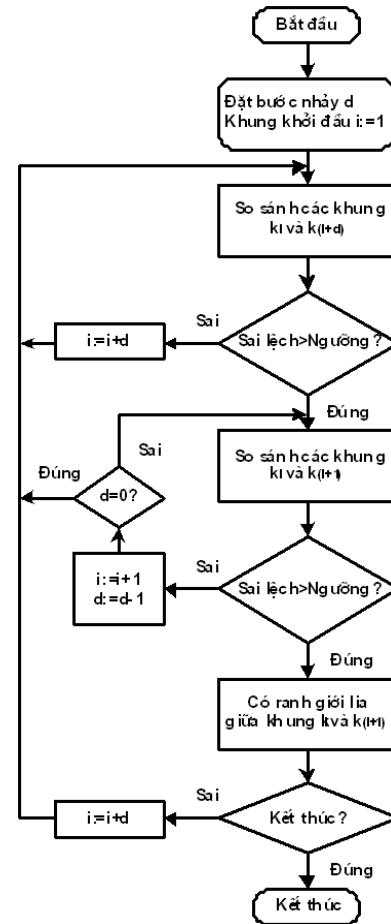 Bắt đầu
Đặt bước nhảy d
Khung khởi đầu i:=1
So sánh các khung
ki và k(i+d)
Sai lệch>Ngưỡng ?
Sai
i:=i+d
Đúng
So sánh các khung
ki và k(i+1)
Sai
Đúng
d=0?
Sai lệch>Ngưỡng ?
Sai
i:=i+1
d:=d-1
Đúng
Có ranh giới lia
giữa khung ki và k(i+1)
Kết thúc ?
Sai
i:=i+d
Đúng
Kết thúc